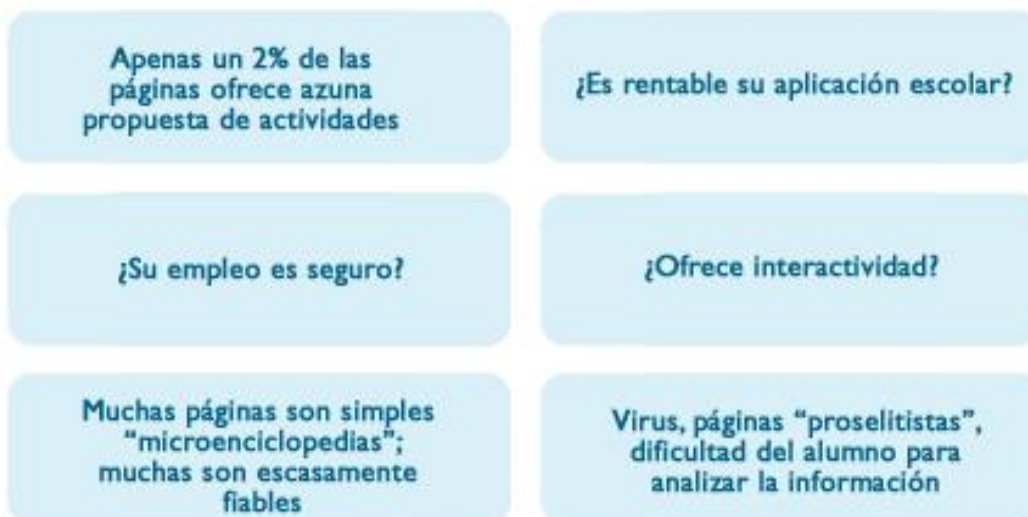 Apenas un 2% de las
páginas ofrece azuna
propuesta de actividades
¿Es rentable su aplicación escolar?
¿Su empleo es seguro?
¿Ofrece interactividad?
Muchas páginas son simples
“microenciclopedias”;
muchas son escasamente
fiables
Virus, páginas “proselitistas”,
dificultad del alumno para
analizar la información